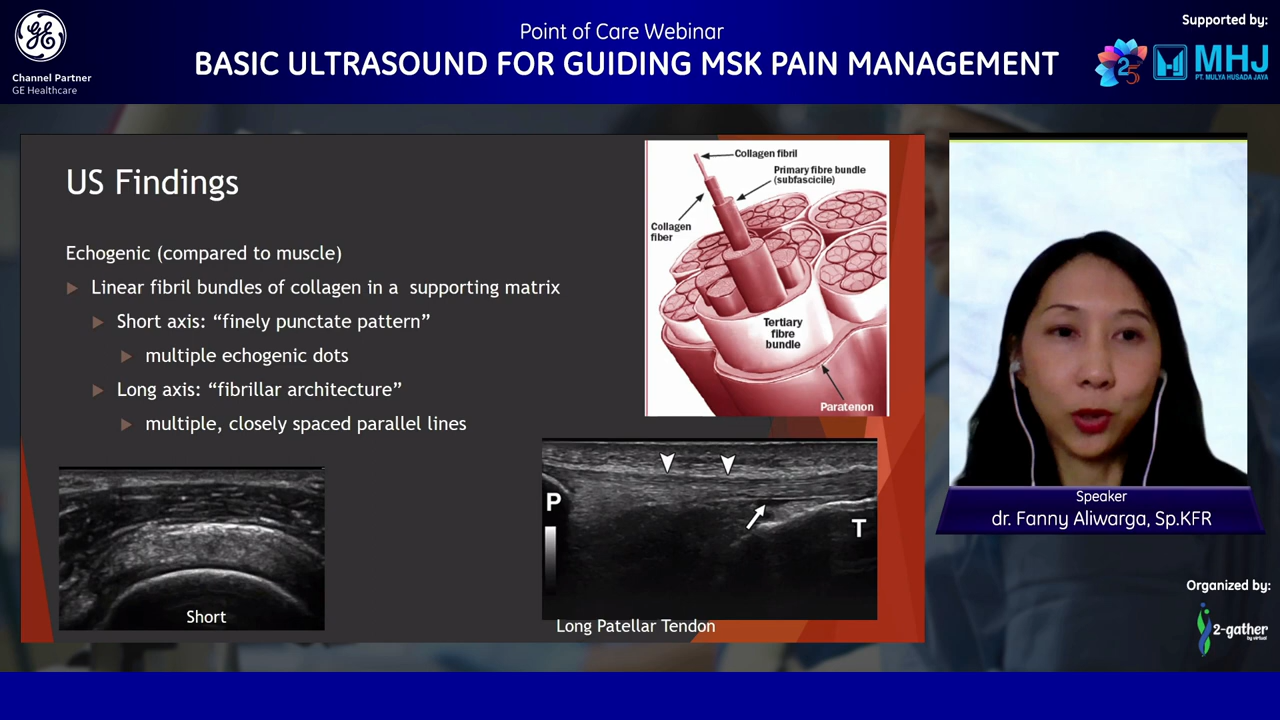 Point of Care Webinar
BASIC ULTRASOUND FOR GUIDING MSK PAIN MANAGEMENT
GE
Channel Partner
GE Healthcare
Supported by:
25
MHJ
PT. MULYA HUSADA JAYA
US Findings
Echogenic (compared to muscle)
Linear fibril bundles of collagen in a supporting matrix
Short axis: “finely punctate pattern”
multiple echogenic dots
Long axis: “fibrillar architecture”
multiple, closely spaced parallel lines
Collagen fibril
Primary fibre bundle
(subfascicle)
Collagen
fiber
Tertiary
fibre
bundle
Paratenon
Short
P
T
Long Patellar Tendon
Speaker
dr. Fanny Aliwarga, Sp.KFR
Organized by:
2-gather
by virtual